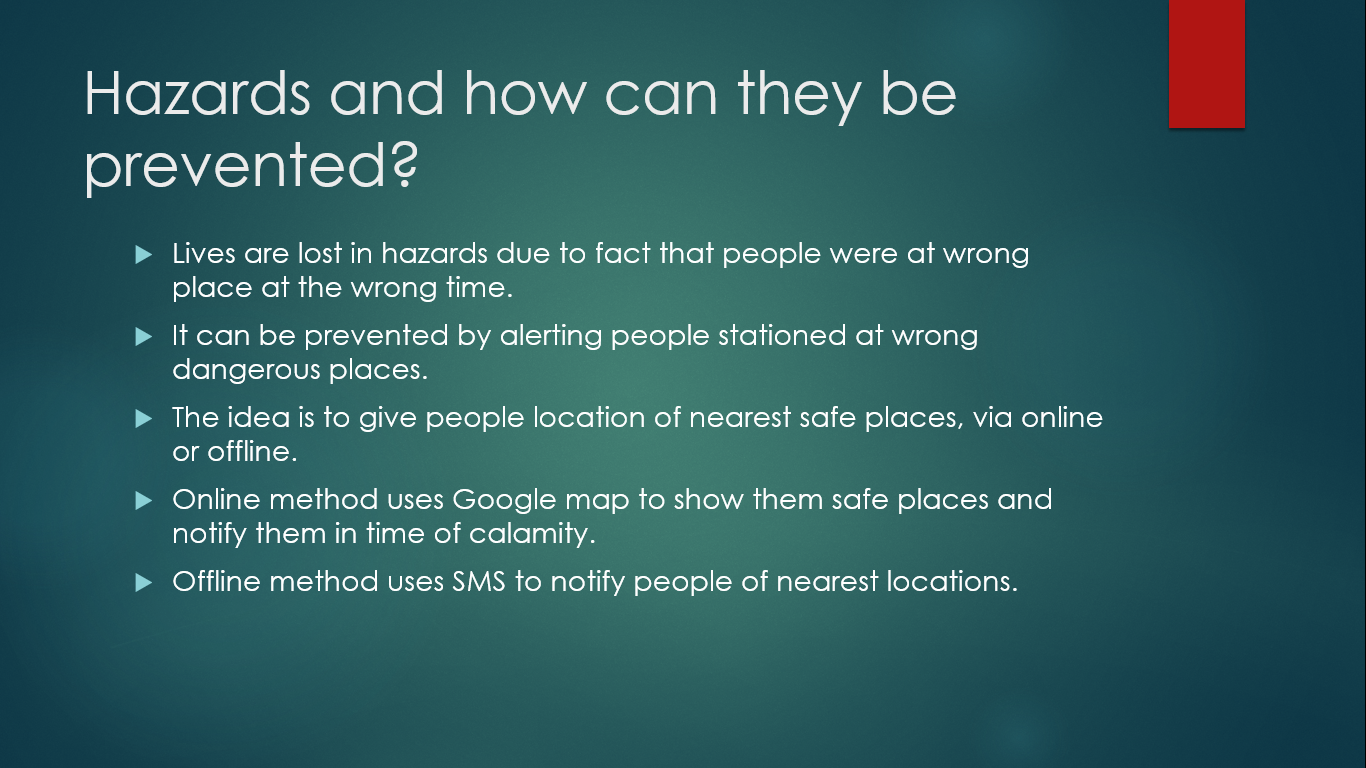 Hazards and how can they be
prevented?
Lives are lost in hazards due to fact that people were at wrong
place at the wrong time.
It can be prevented by alerting people stationed at wrong
dangerous places.
The idea is to give people location of nearest safe places, via online
or offline.
Online method uses Google map to show them safe places and
notify them in time of calamity.
Offline method uses SMS to notify people of nearest locations.